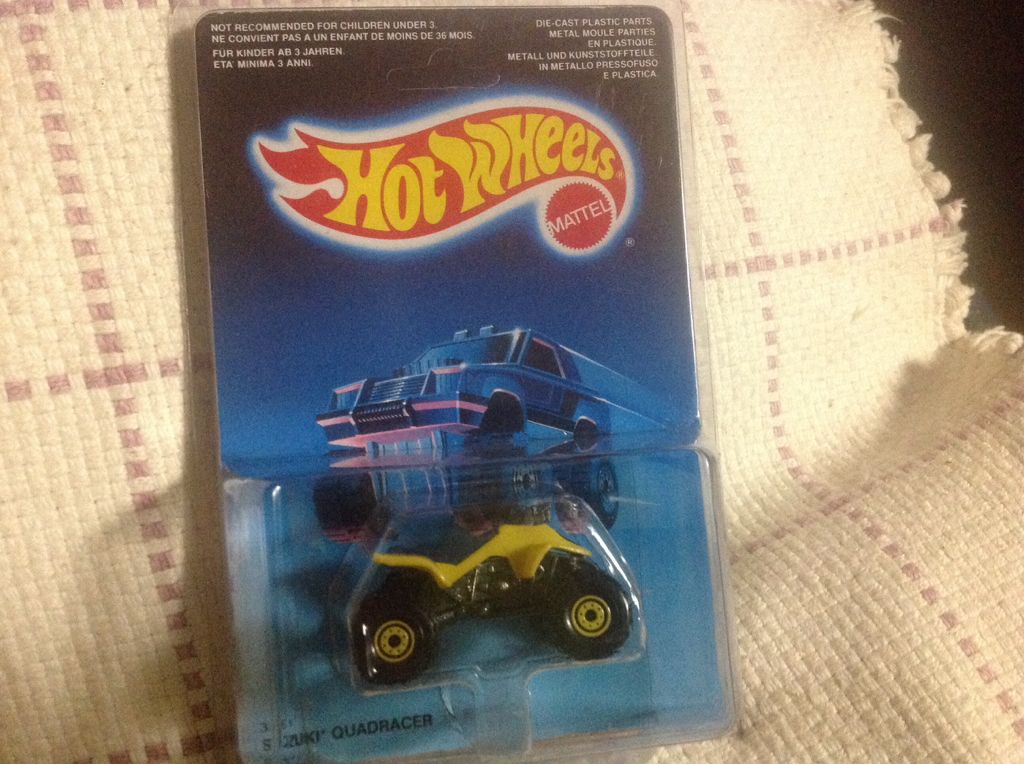 NOT RECOMMENDED FOR CHILDREN UNDER 3.
NE CONVIENT PAS A UN ENFANT DE MOINS DE 36 MOIS.
FÜR KINDER AB 3 JAHREN.
ETA' MINIMA 3 ANNI.
DIE-CAST PLASTIC PARTS
METAL MOULE PARTIES
EN PLASTIQUE.
METALL UND KUNSTSTOFFTEILE.
IN METALLO PRESSOFUSO
E PLASTICA.
HOT WHEELS®
MATTEL
®
QUADRACER